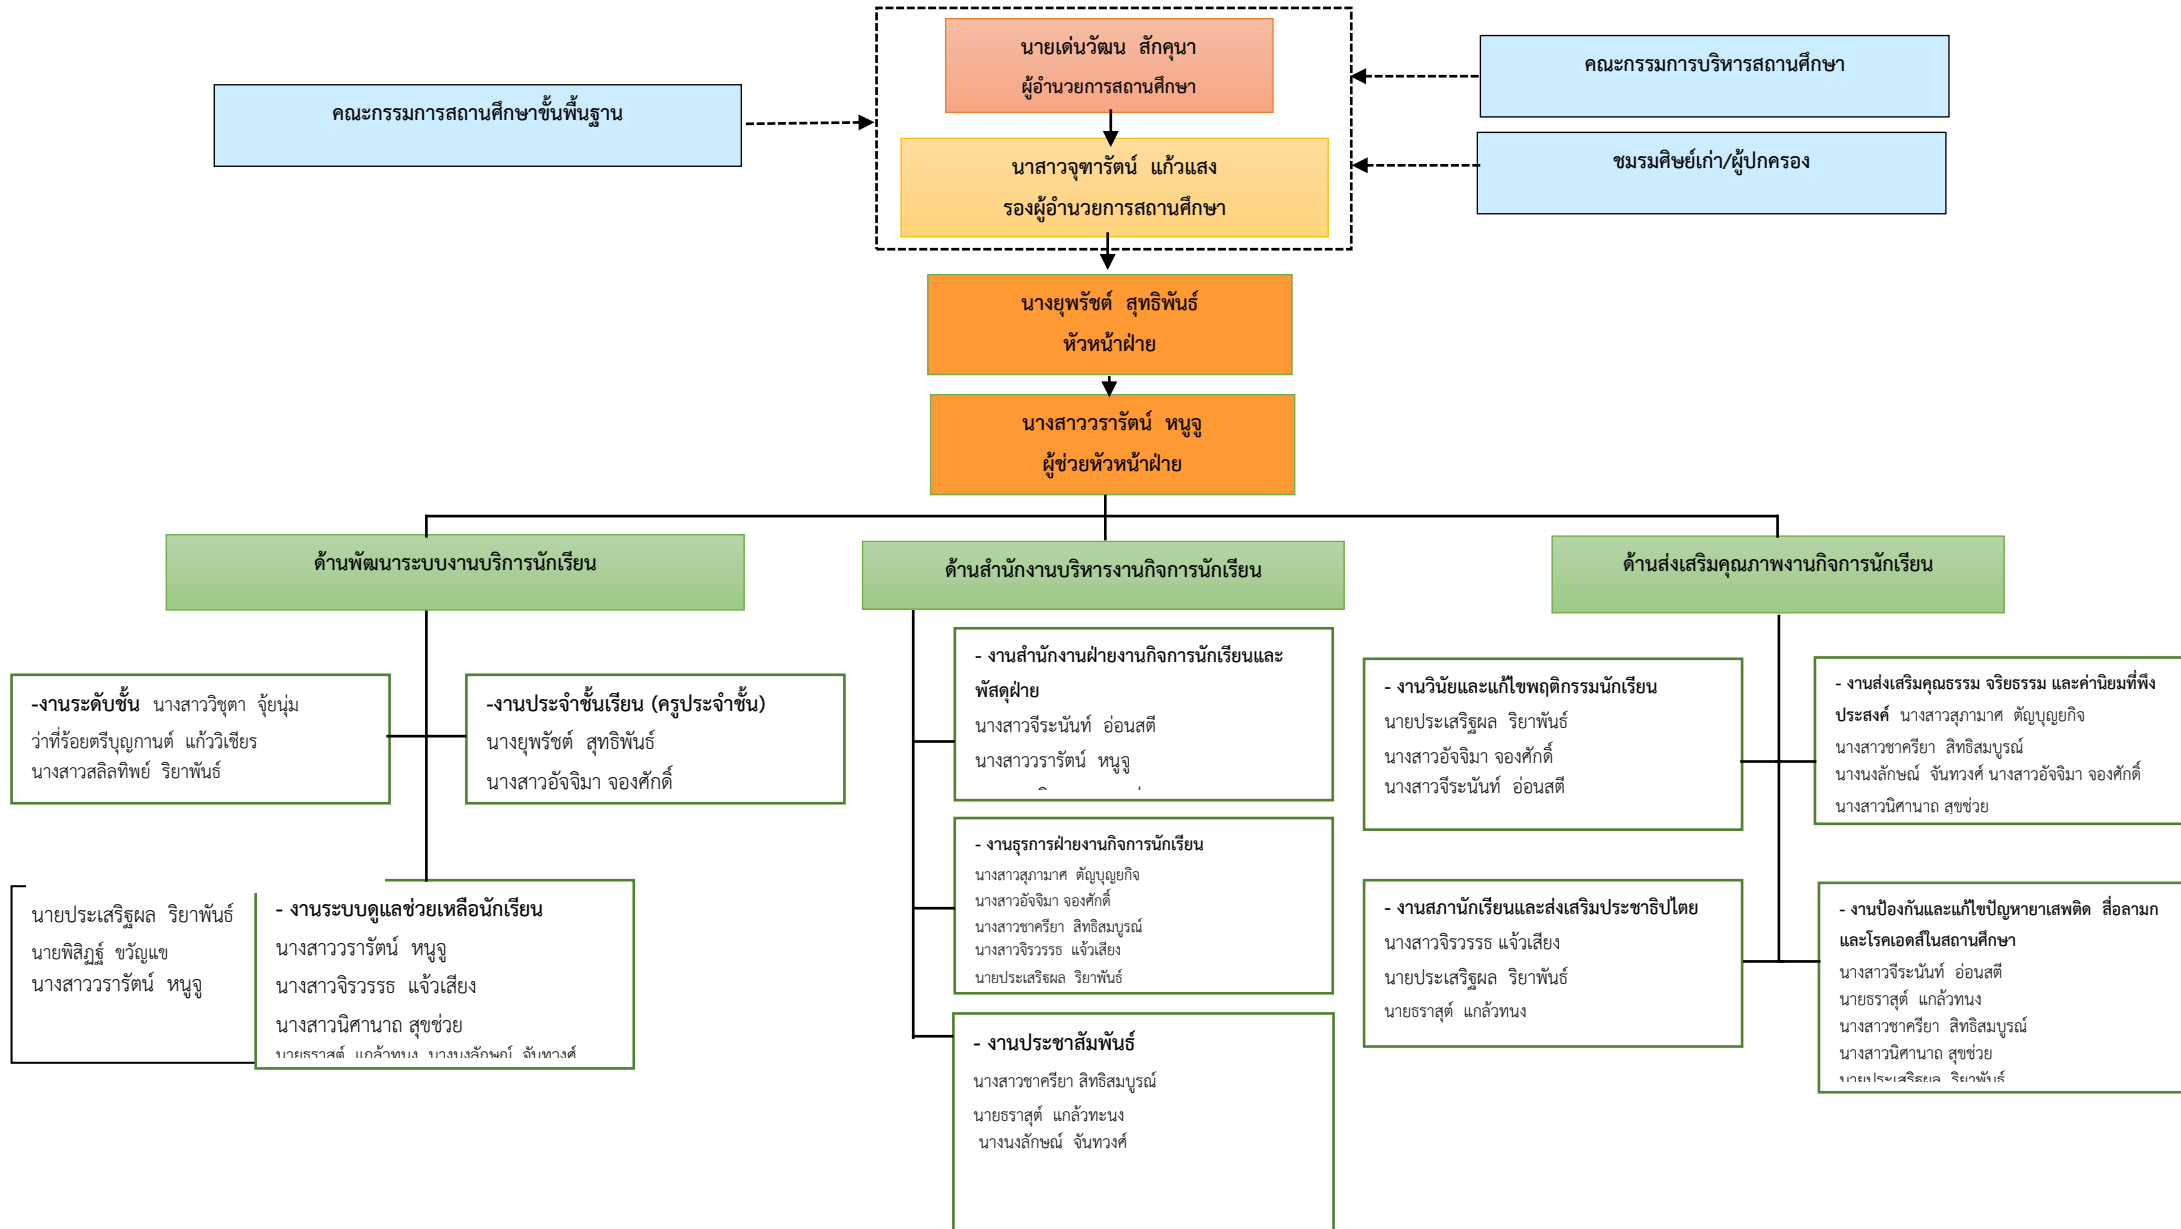 นายเด่นวัฒน  สักคุนา
ผู้อำนวยการสถานศึกษา
คณะกรรมการบริหารสถานศึกษา
คณะกรรมการสถานศึกษาขั้นพื้นฐาน
นาสาวจุฑารัตน์  แก้วแสง
รองผู้อำนวยการสถานศึกษา
ชมรมศิษย์เก่า/ผู้ปกครอง
นางยุพรัชต์  สุทธิพันธ์
หัวหน้าฝ่าย
นางสาววรารัตน์  หนูจู
ผู้ช่วยหัวหน้าฝ่าย
ด้านพัฒนาระบบงานบริการนักเรียน
-งานระดับชั้น  นางสาววิชุตา  จุ้ยนุ่ม
ว่าที่ร้อยตรีบุญกานต์  แก้ววิเชียร
นางสาวสลิลทิพย์  ริยาพันธ์
-งานประจำชั้นเรียน (ครูประจำชั้น)
นางยุพรัชต์  สุทธิพันธ์
นางสาวอัจจิมา จองศักดิ์
นายประเสริฐผล  ริยาพันธ์
นายพิสิฏฐ์  ขวัญแข
นางสาววรารัตน์  หนูจู
- งานระบบดูแลช่วยเหลือนักเรียน
นางสาววรารัตน์  หนูจู
นางสาวจิรวรรธ  แจ้วเสียง
นางสาวนิศานาถ สุขช่วย
นายธราสุต์  แกล้วทนง  นางนงลักษณ์  จันทวงศ์
ด้านสำนักงานบริหารงานกิจการนักเรียน
- งานสำนักงานฝ่ายงานกิจการนักเรียนและ
พัสดุฝ่าย
นางสาวจีระนันท์  อ่อนสตี
นางสาววรารัตน์  หนูจู
- งานธุรการฝ่ายงานกิจการนักเรียน
นางสาวสุภามาศ  ตัญบุญยกิจ
นางสาวอัจจิมา จองศักดิ์
นางสาวชาครียา  สิทธิสมบูรณ์
นางสาวจิรวรรธ  แจ้วเสียง
นายประเสริฐผล  ริยาพันธ์
- งานประชาสัมพันธ์
นางสาวชาครียา สิทธิสมบูรณ์
นายธราสุต์  แกล้วทะนง
นางนงลักษณ์  จันทวงศ์
ด้านส่งเสริมคุณภาพงานกิจการนักเรียน
- งานวินัยและแก้ไขพฤติกรรมนักเรียน
นายประเสริฐผล  ริยาพันธ์
นางสาวอัจจิมา จองศักดิ์
นางสาวจีระนันท์  อ่อนสตี
- งานส่งเสริมคุณธรรม จริยธรรม และค่านิยมที่พึง
ประสงค์  นางสาวสุภามาศ  ตัญบุญยกิจ
นางสาวชาครียา  สิทธิสมบูรณ์
นางนงลักษณ์  จันทวงศ์ นางสาวอัจจิมา จองศักดิ์
นางสาวนิศานาถ สุขช่วย
- งานสภานักเรียนและส่งเสริมประชาธิปไตย
นางสาวจิรวรรธ แจ้วเสียง
นายประเสริฐผล  ริยาพันธ์
นายธราสุต์  แกล้วทนง
- งานป้องกันและแก้ไขปัญหายาเสพติด  สื่อลามก
และโรคเอดส์ในสถานศึกษา
นางสาวจีระนันท์  อ่อนสตี
นายธราสุต์  แกล้วทนง
นางสาวชาครียา  สิทธิสมบูรณ์
นางสาวนิศานาถ สุขช่วย
นายประเสริฐผล  ริยาพันธ์